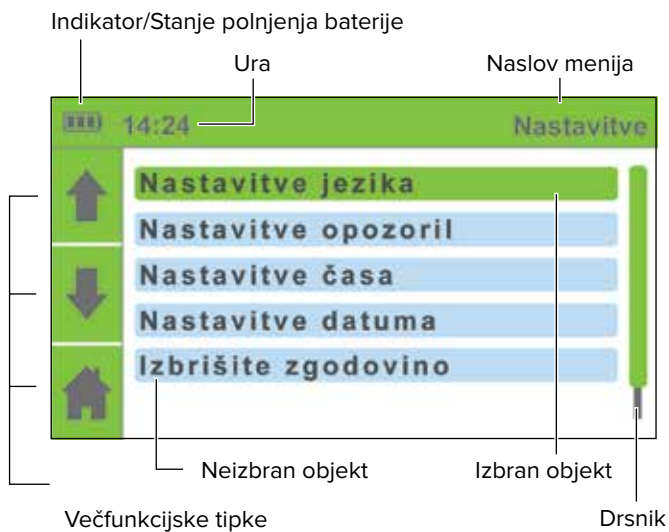 Indikator/Stanje polnjenja baterije
Ura
Naslov menija
14:24
Nastavitve
Nastavitve jezika
Nastavitve opozoril
Nastavitve časa
Nastavitve datuma
Izbrišite zgodovino
Neizbran objekt
Izbran objekt
Večfunkcijske tipke
Drsnik